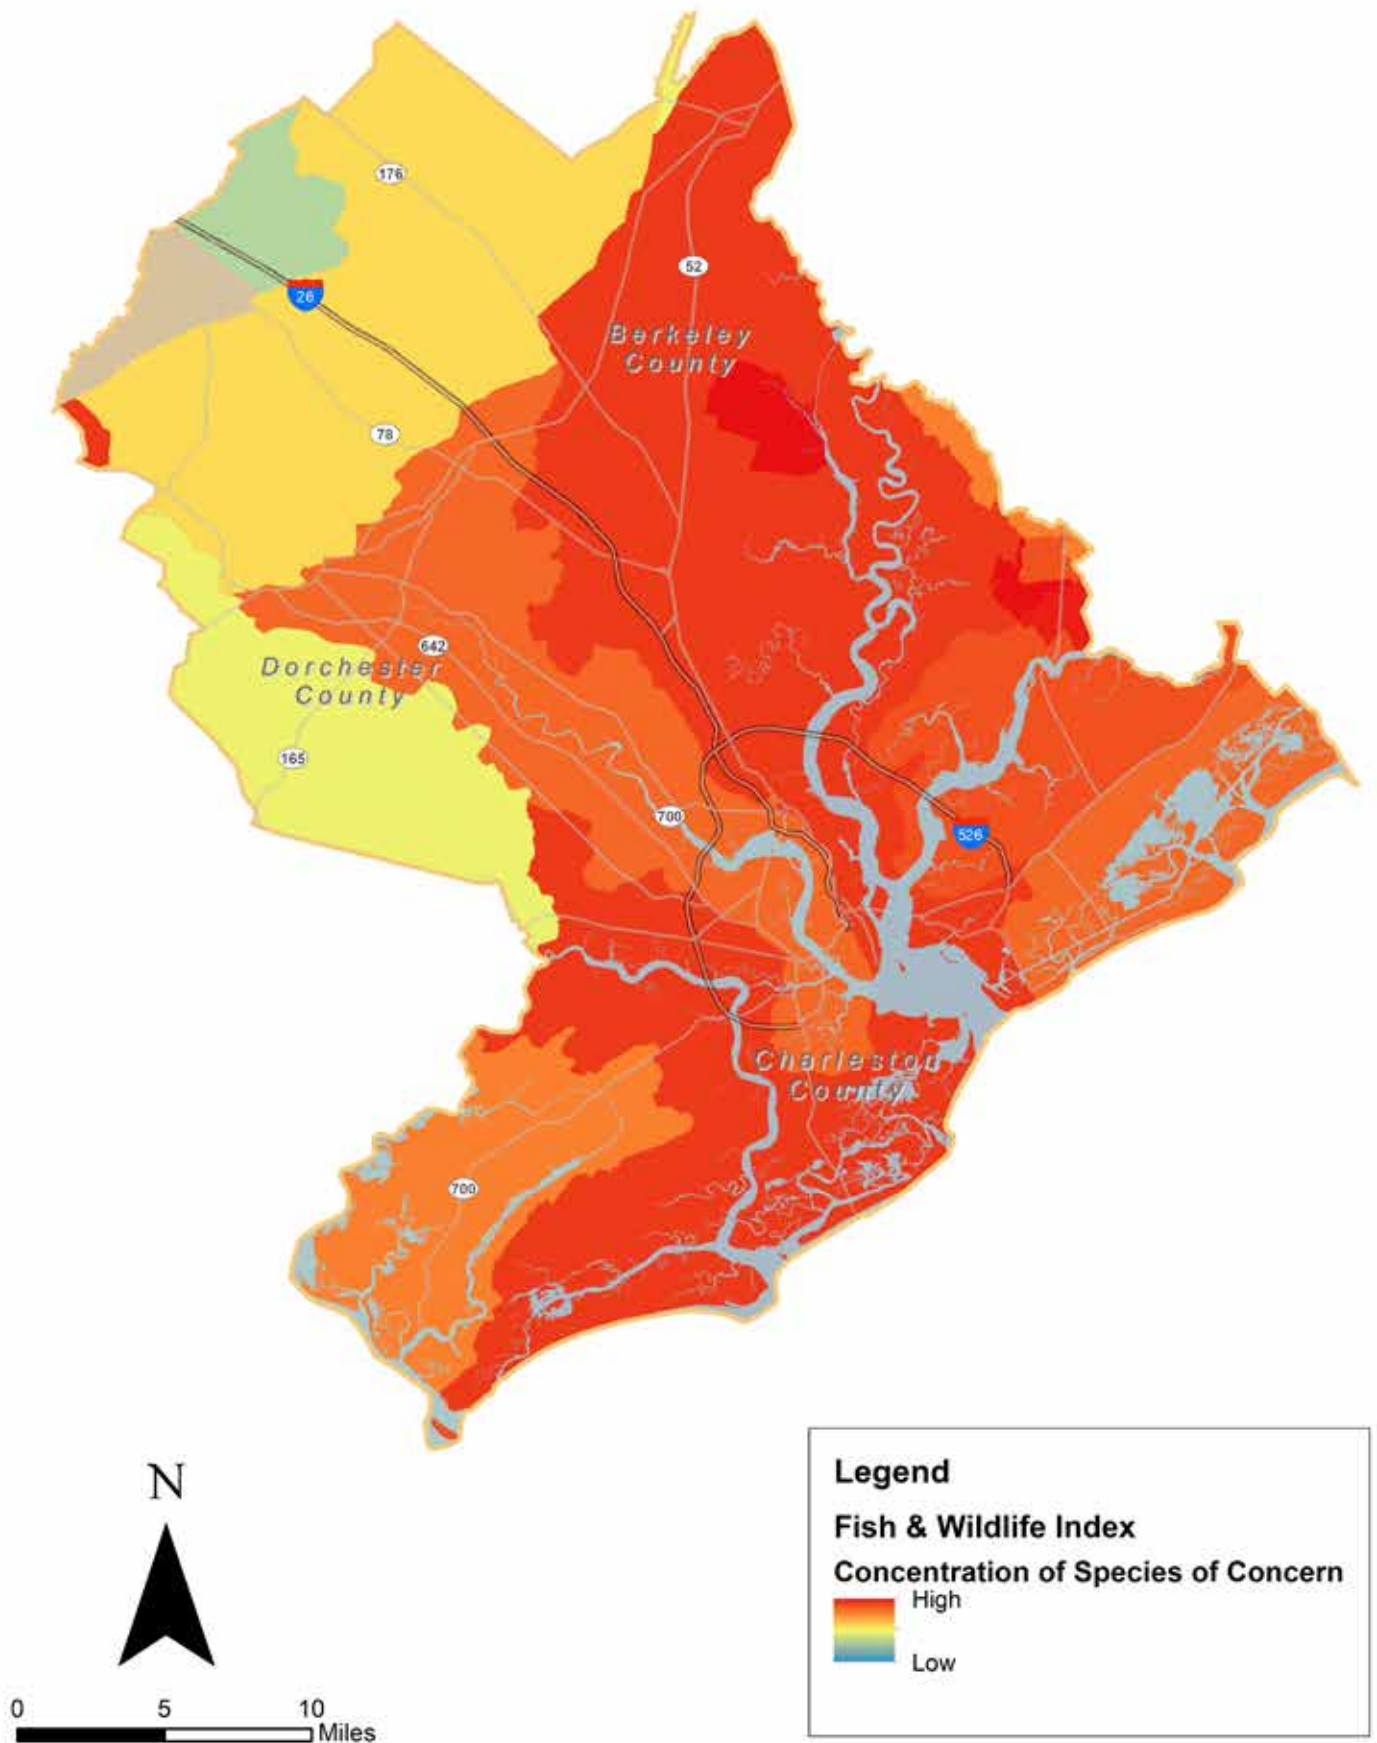 176
52
26
Berkeley
County
78
642
Dorchester
County
165
700
526
Charleston
County
700
N
0 5 10
Miles
Legend
Fish & Wildlife Index
Concentration of Species of Concern
High
Low